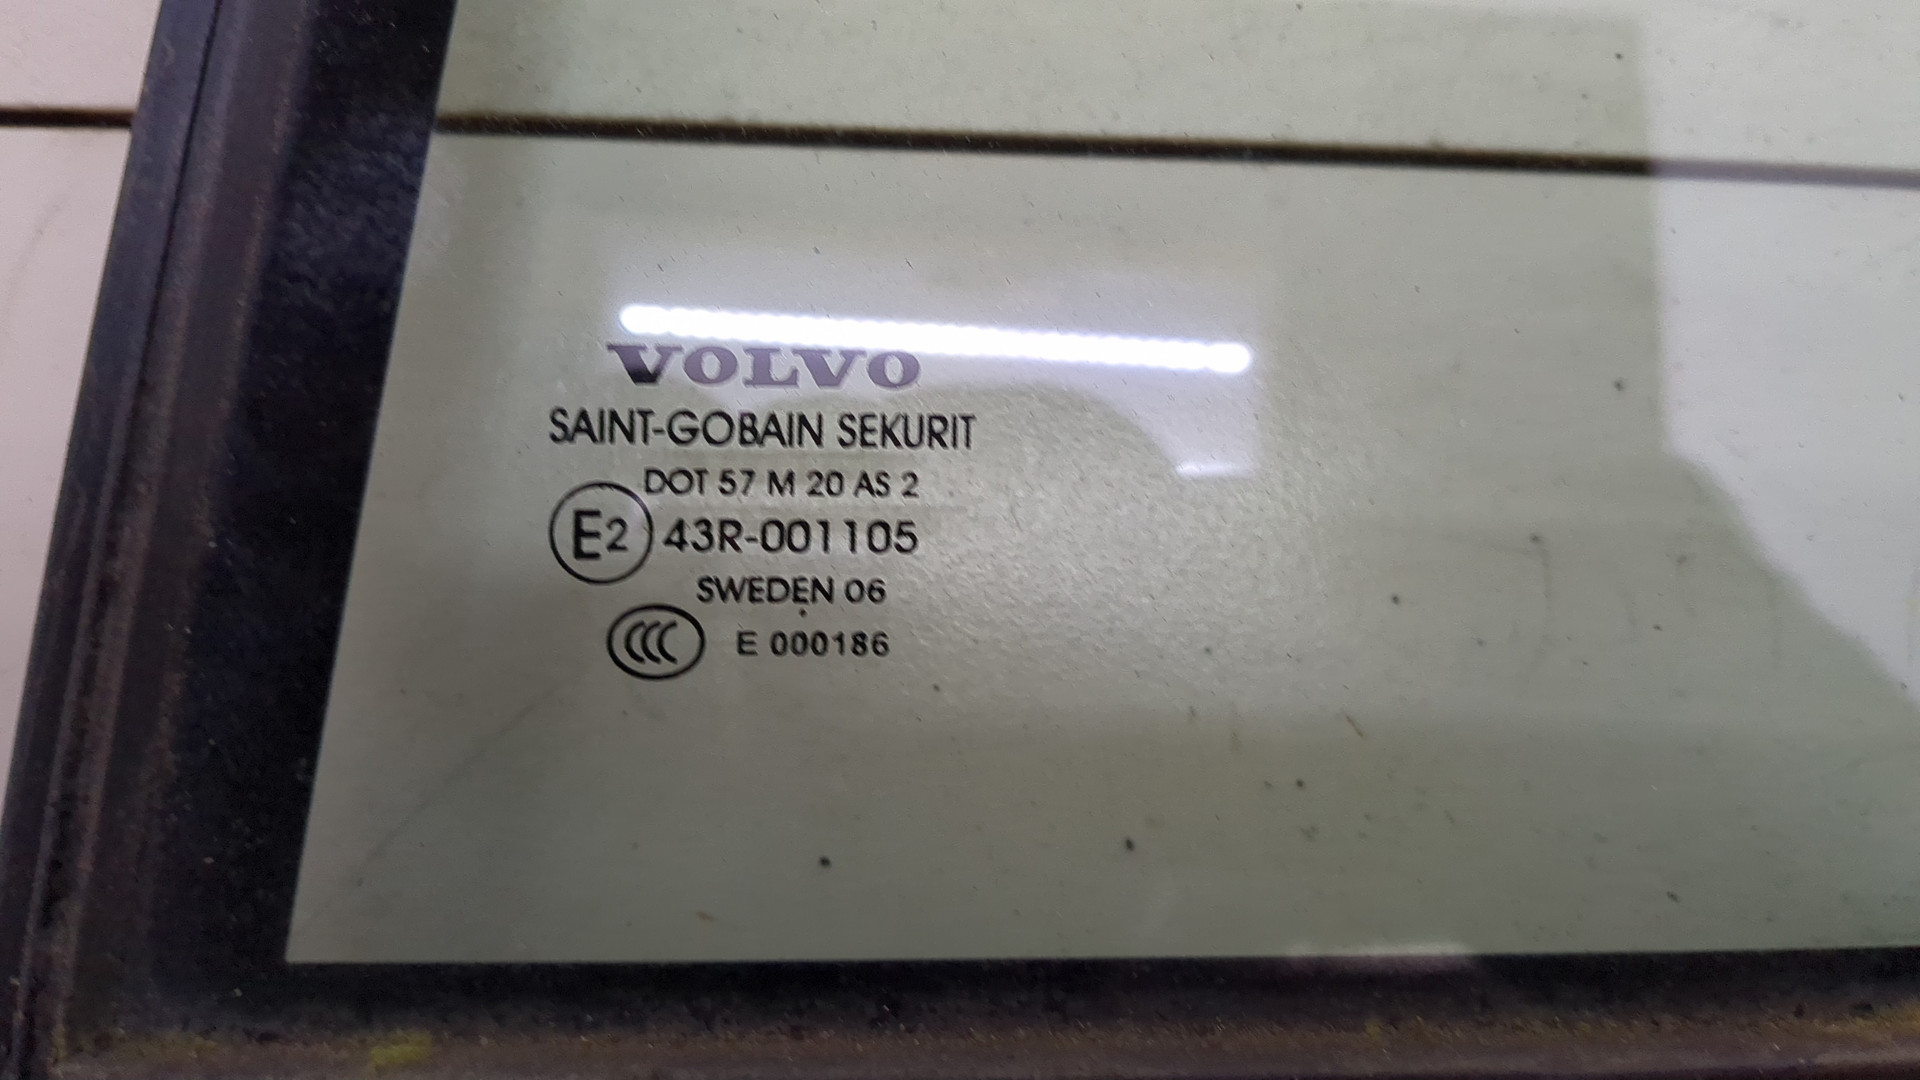 VOLVO
SAINT-GOBAIN SEKURIT
DOT 57 M 20 AS 2
E2 43R-001105
SWEDEN 06
CCC E 000186